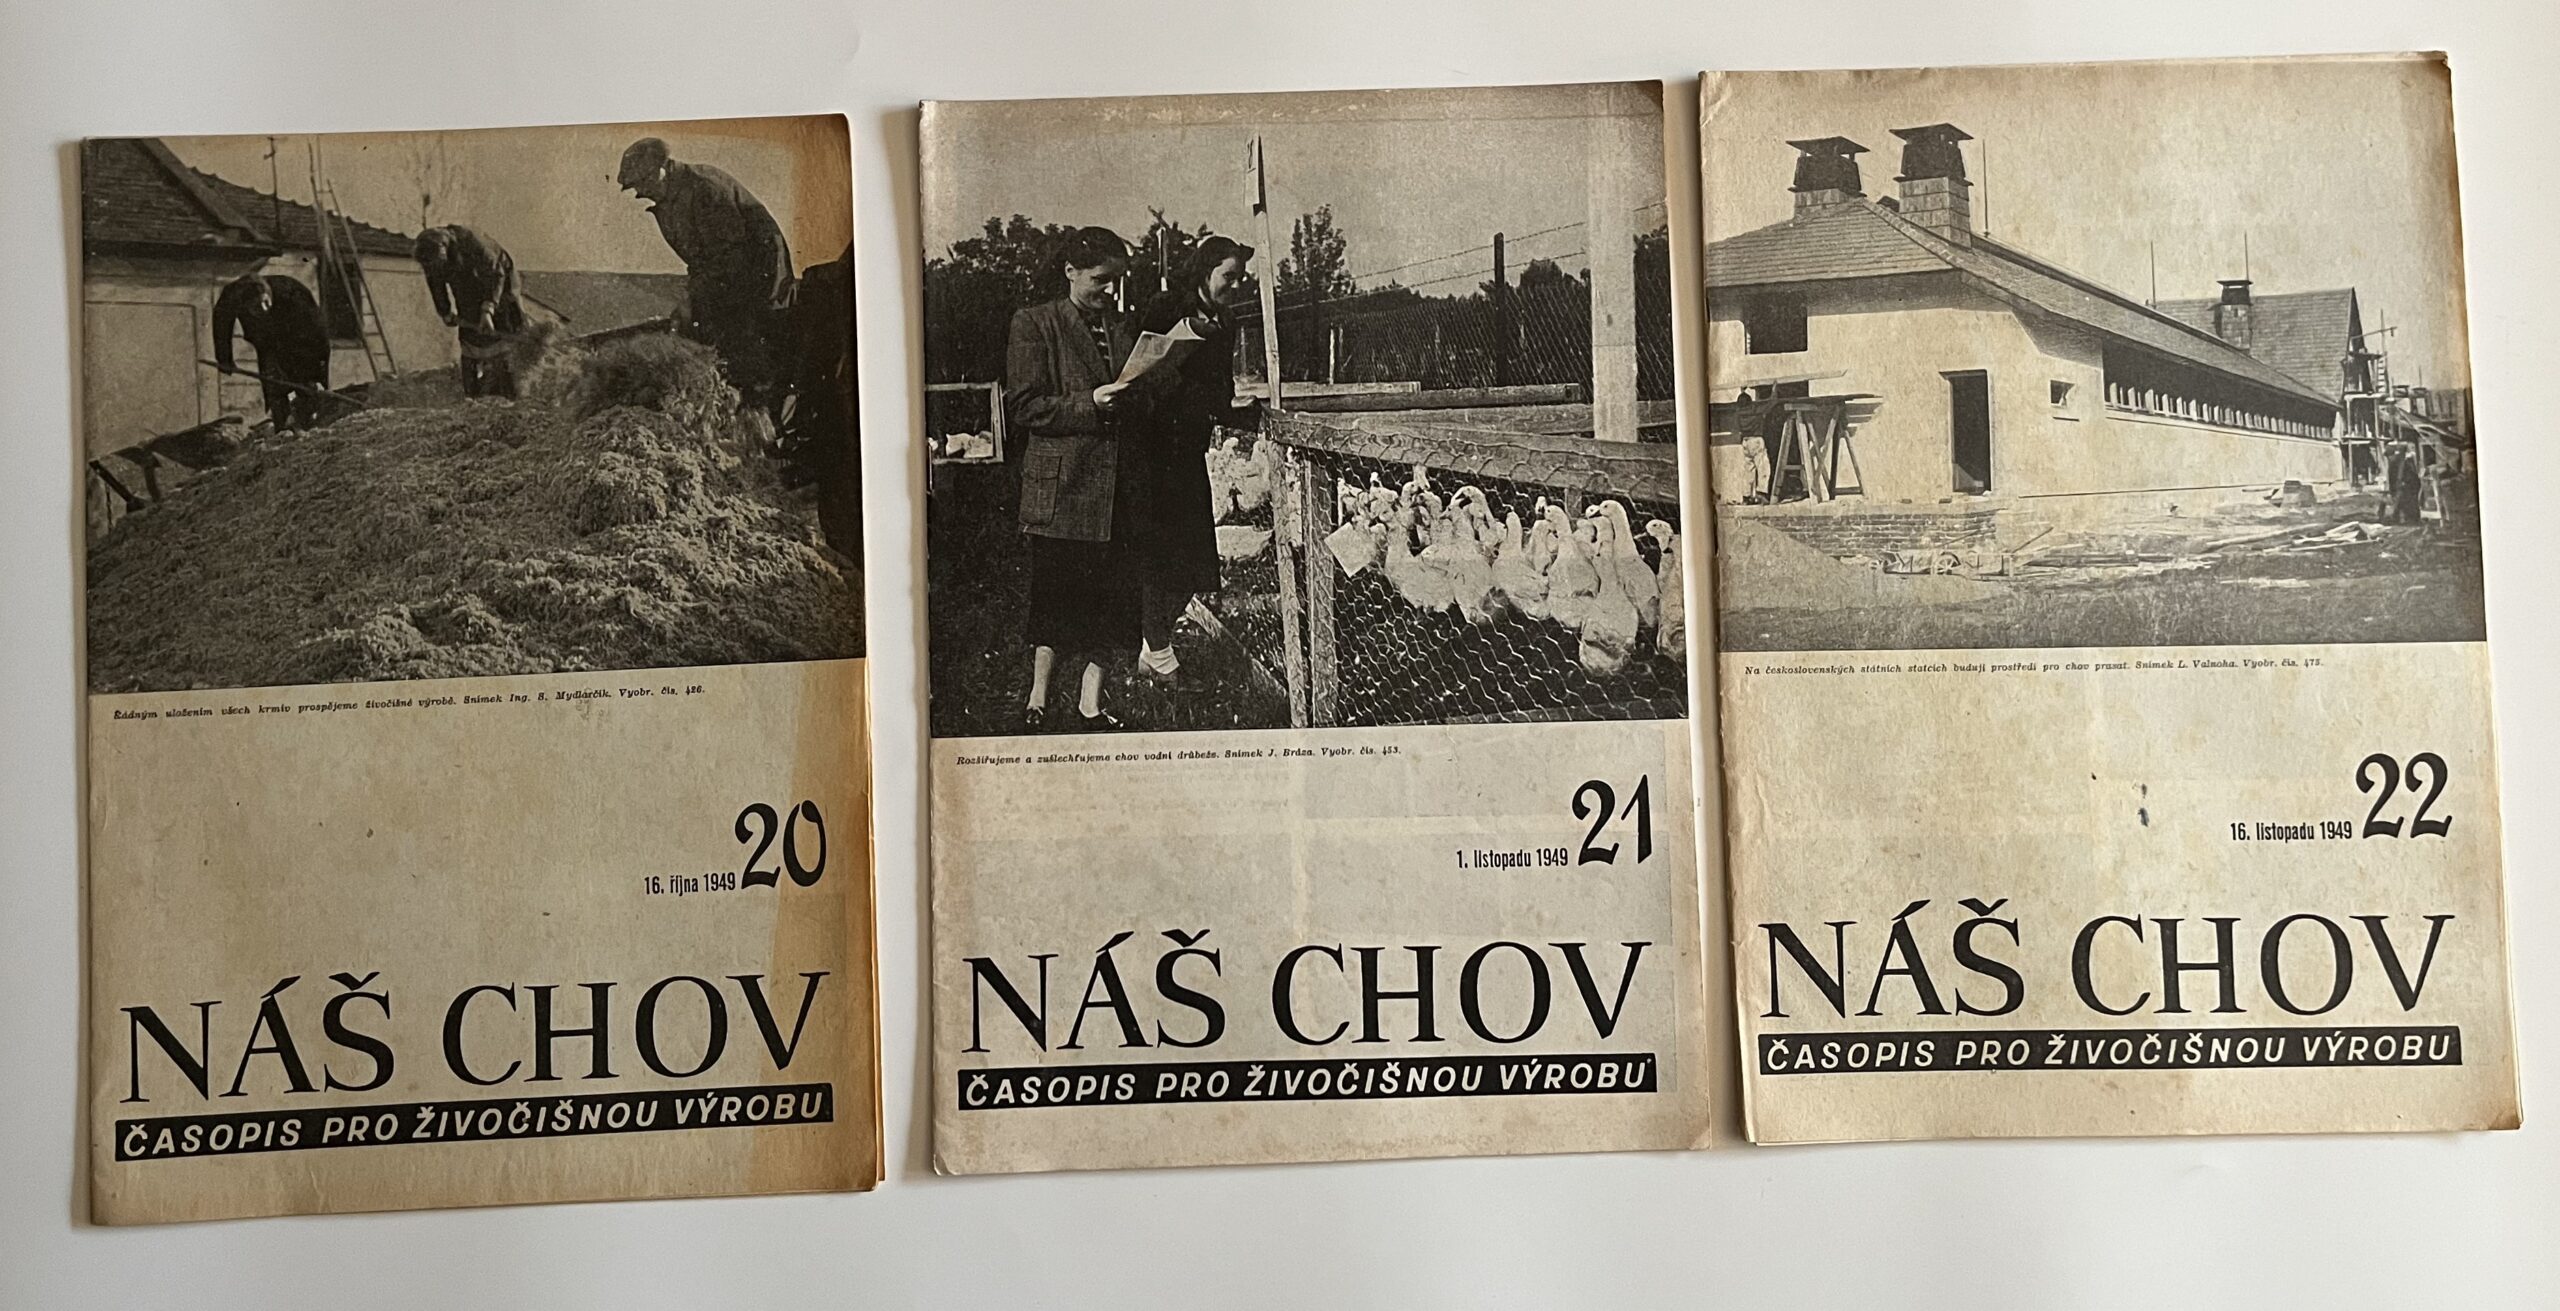 Řádným uložením všech krmiv prospějeme živočišné výrobě. Snímek Ing. S. Mydlarčík. Vyobr. čís. 426.
16. října 1949 20
NÁŠ CHOV
ČASOPIS PRO ŽIVOČIŠNOU VÝROBU
Rozšiřujeme a zušlechťujeme chov vodní drůbeže. Snímek J. Bráza. Vyobr. čís. 453.
1. listopadu 1949 21
NÁŠ CHOV
ČASOPIS PRO ŽIVOČIŠNOU VÝROBU
Na československých státních statcích budují prostředí pro chov prasat. Snímek L. Valnoha. Vyobr. čís. 475.
16. listopadu 1949 22
NÁŠ CHOV
ČASOPIS PRO ŽIVOČIŠNOU VÝROBU